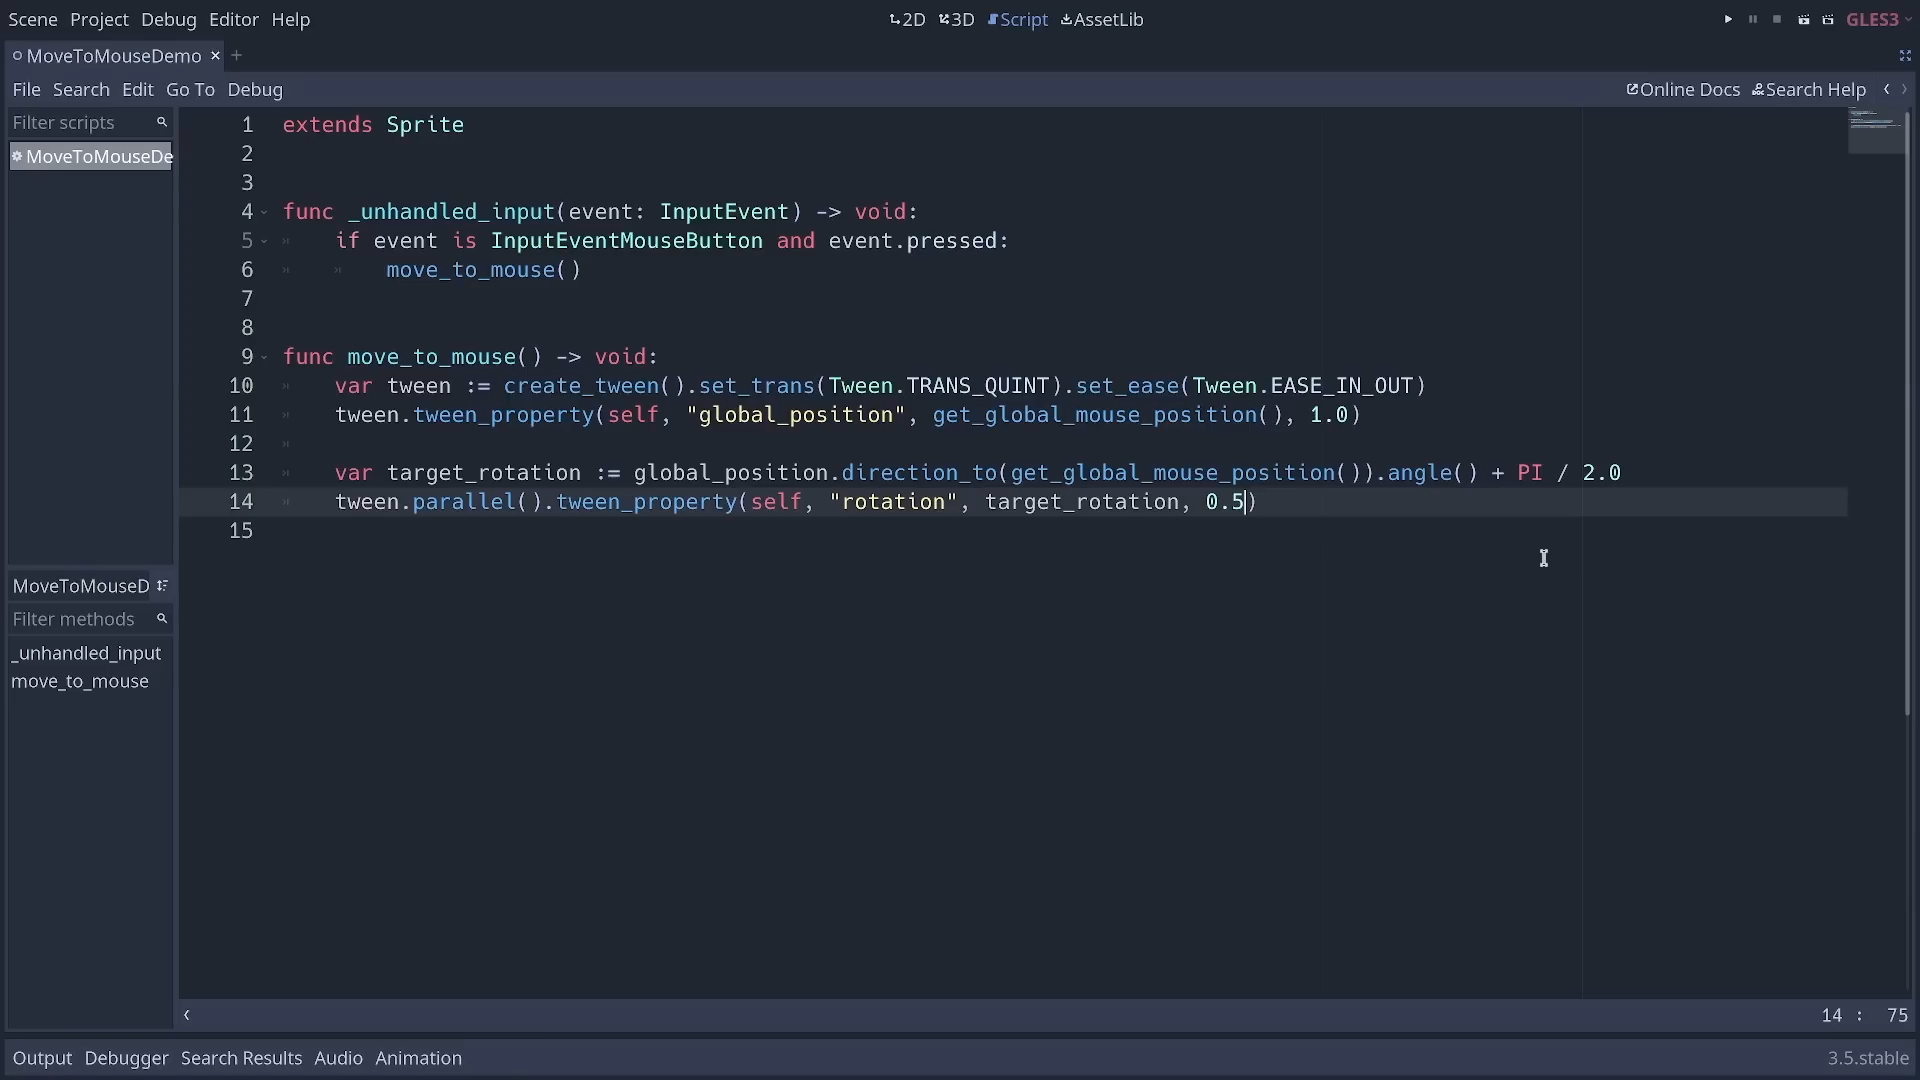 Scene Project Debug Editor Help 2D 3D Script AssetLib GLES3
MoveToMouseDemo
File Search Edit Go To Debug Online Docs Search Help
Filter scripts
MoveToMouseDe
1 extends Sprite
2
3
4 func _unhandled_input(event: InputEvent) -> void:
5 if event is InputEventMouseButton and event.pressed:
6 move_to_mouse()
7
8
9 func move_to_mouse() -> void:
10 var tween := create_tween().set_trans(Tween.TRANS_QUINT).set_ease(Tween.EASE_IN_OUT)
11 tween.tween_property(self, "global_position", get_global_mouse_position(), 1.0)
12
13 var target_rotation := global_position.direction_to(get_global_mouse_position()).angle() + PI / 2.0
14 tween.parallel().tween_property(self, "rotation", target_rotation, 0.5)
15
MoveToMouseD
Filter methods
_unhandled_input
move_to_mouse
14 : 75
Output Debugger Search Results Audio Animation 3.5.stable